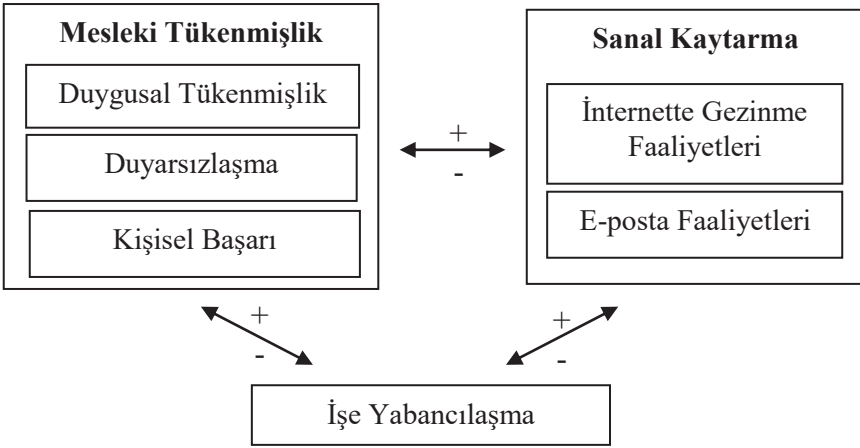 Mesleki Tükenmişlik
Duygusal Tükenmişlik
Duyarsızlaşma
Kişisel Başarı
+
-
Sanal Kaytarma
İnternette Gezinme
Faaliyetleri
E-posta Faaliyetleri
+
-
+
-
İşe Yabancılaşma